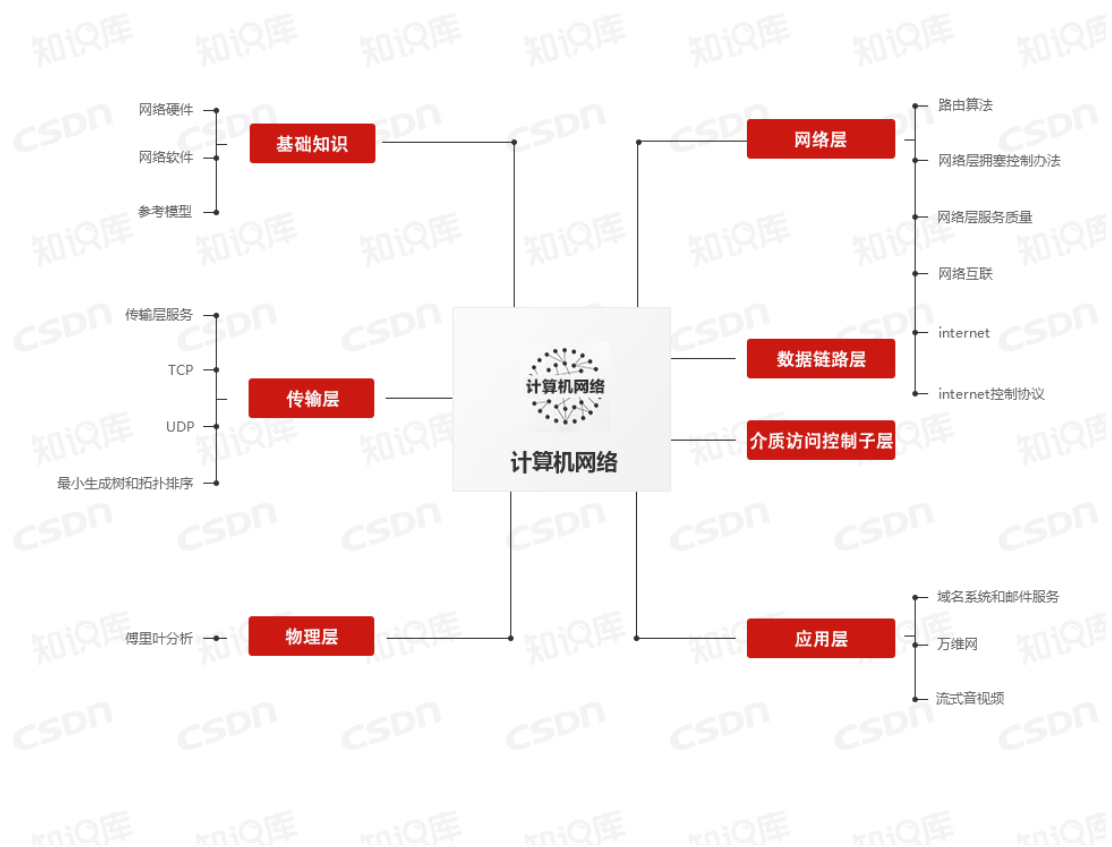 基础知识
网络硬件
网络软件
参考模型
传输层
传输层服务
TCP
UDP
最小生成树和拓扑排序
物理层
傅里叶分析
计算机网络
计算机网络
网络层
路由算法
网络层拥塞控制办法
网络层服务质量
网络互联
internet
internet控制协议
数据链路层
介质访问控制子层
应用层
域名系统和邮件服务
万维网
流式音视频
知识库
CSDN